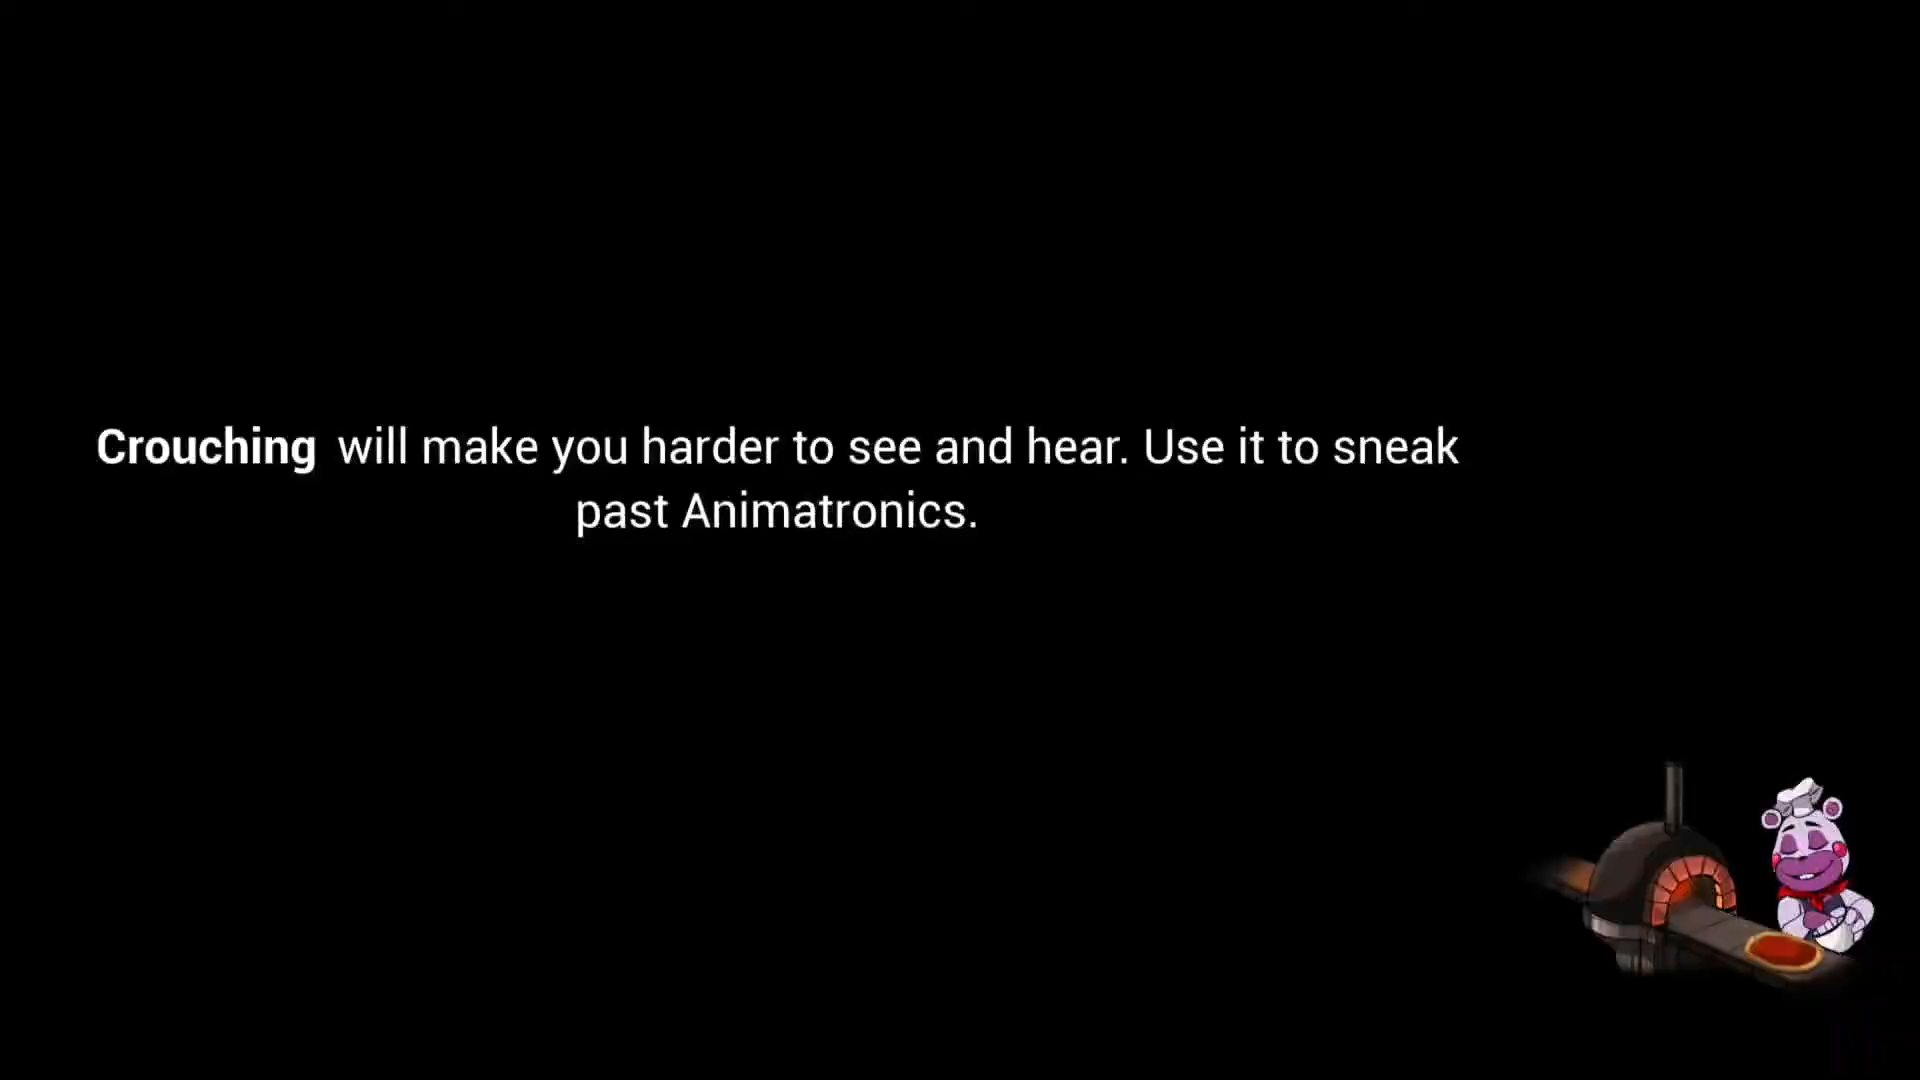 Crouching will make you harder to see and hear. Use it to sneak
past Animatronics.